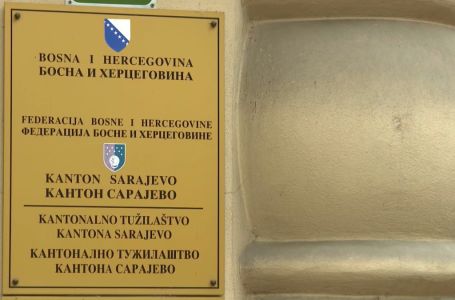 BOSNA I HERCEGOVINA
БОСНА И ХЕРЦЕГОВИНА
FEDERACIJA BOSNE I HERCEGOVINE
ФЕДЕРАЦИЈА БОСНЕ И ХЕРЦЕГОВИНЕ
KANTON SARAJEVO
КАНТОН САРАЈЕВО
KANTONALNO TUŽILAŠTVO
KANTONA SARAJEVO
КАНТОНАЛНО ТУЖИЛАШТВО
КАНТОНА САРАЈЕВО